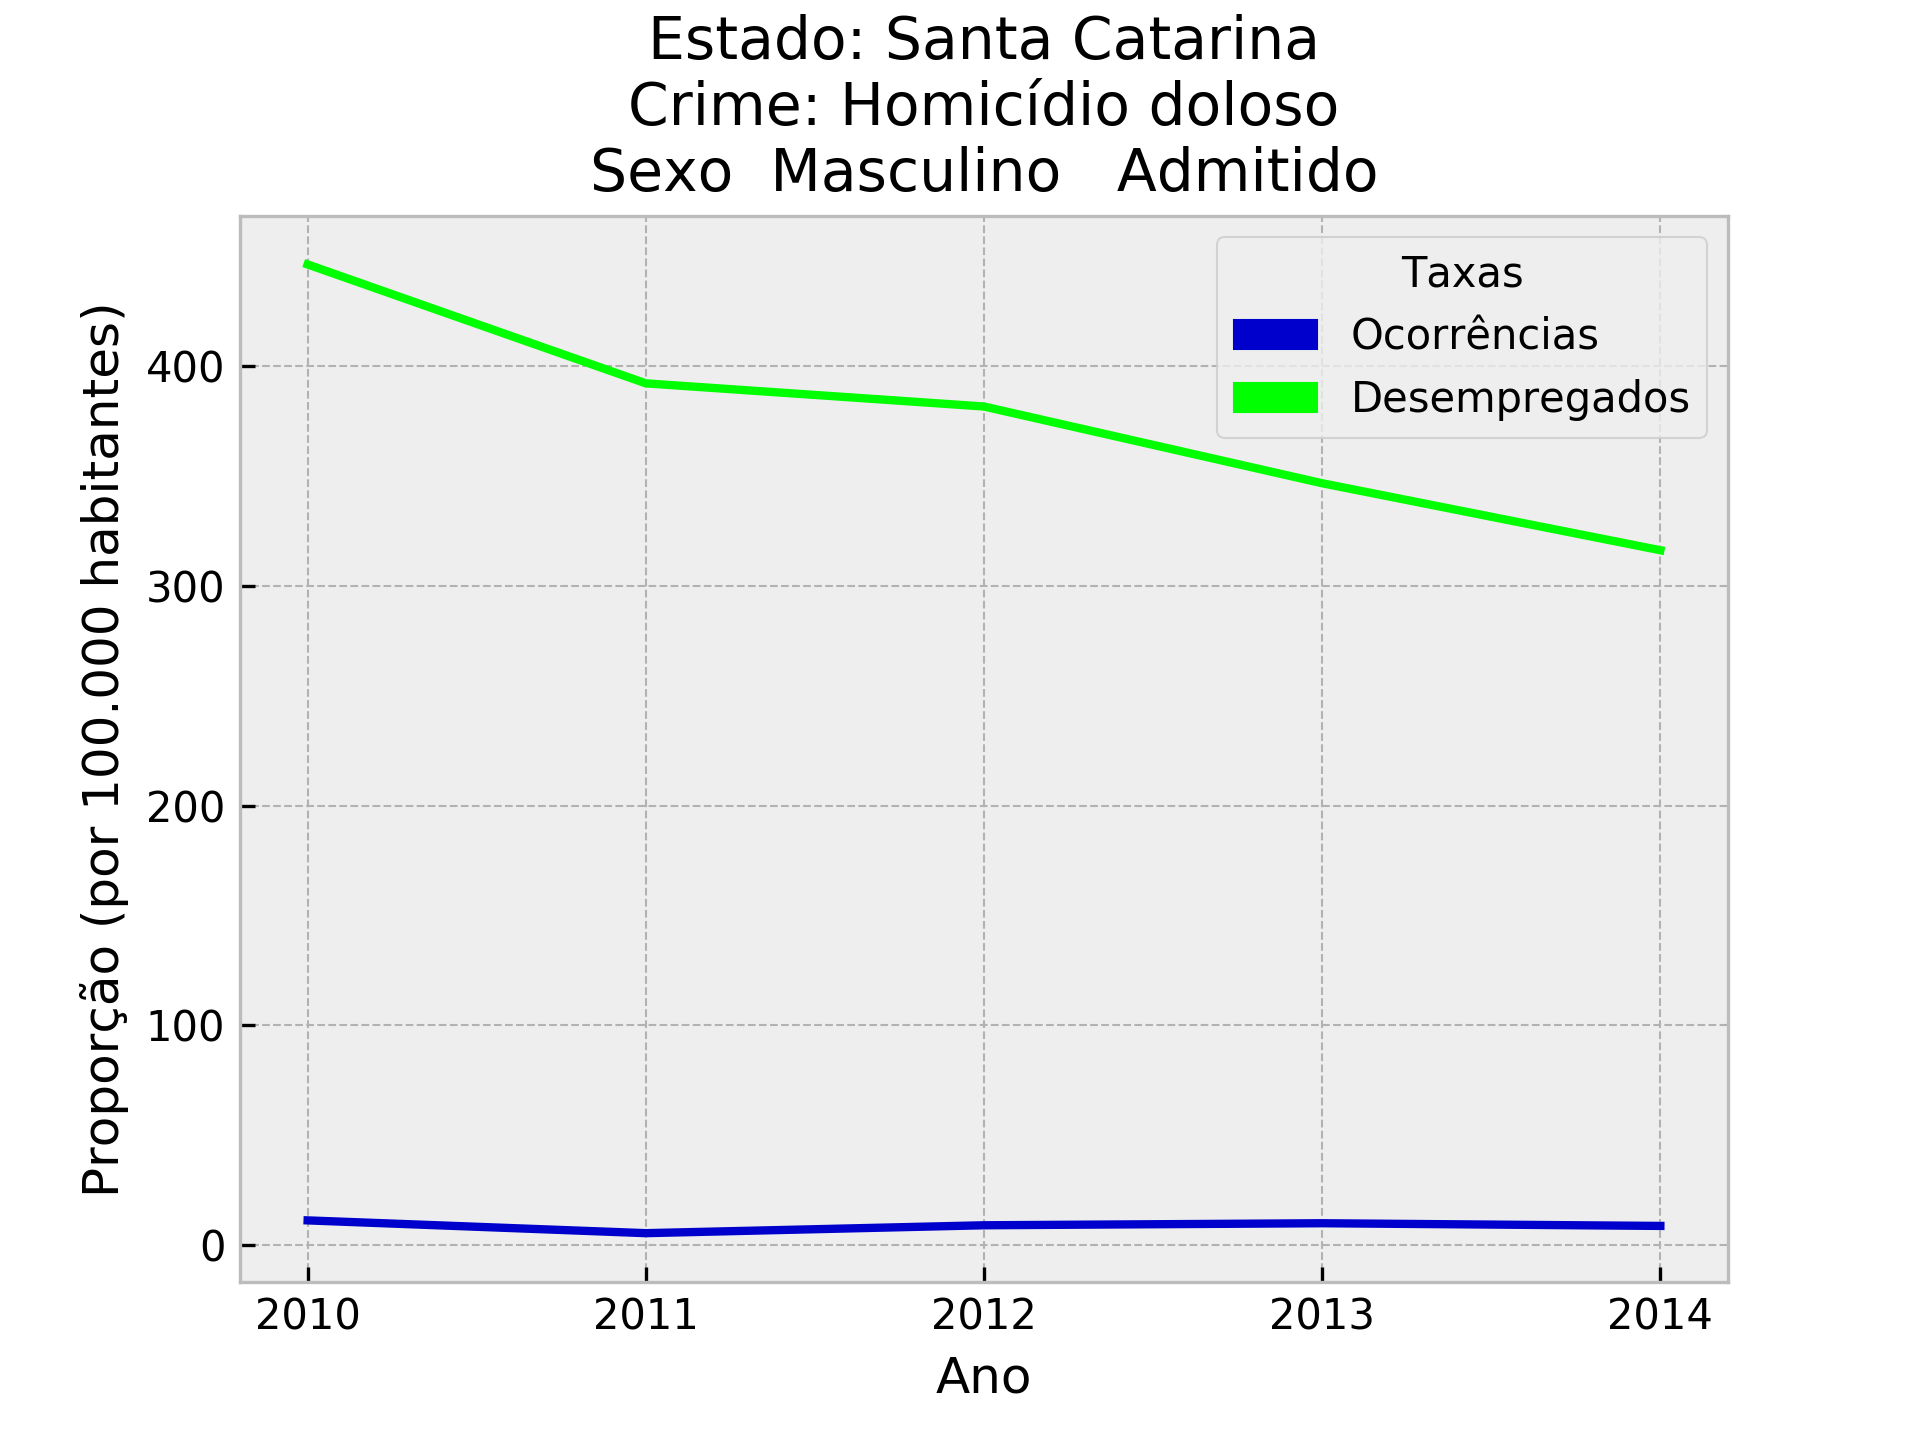 Estado: Santa Catarina
Crime: Homicídio doloso
Sexo  Masculino   Admitido
Proporção (por 100.000 habitantes)
400
300
200
100
0
Taxas
Ocorrências
Desempregados
2010 2011 2012 2013 2014
Ano